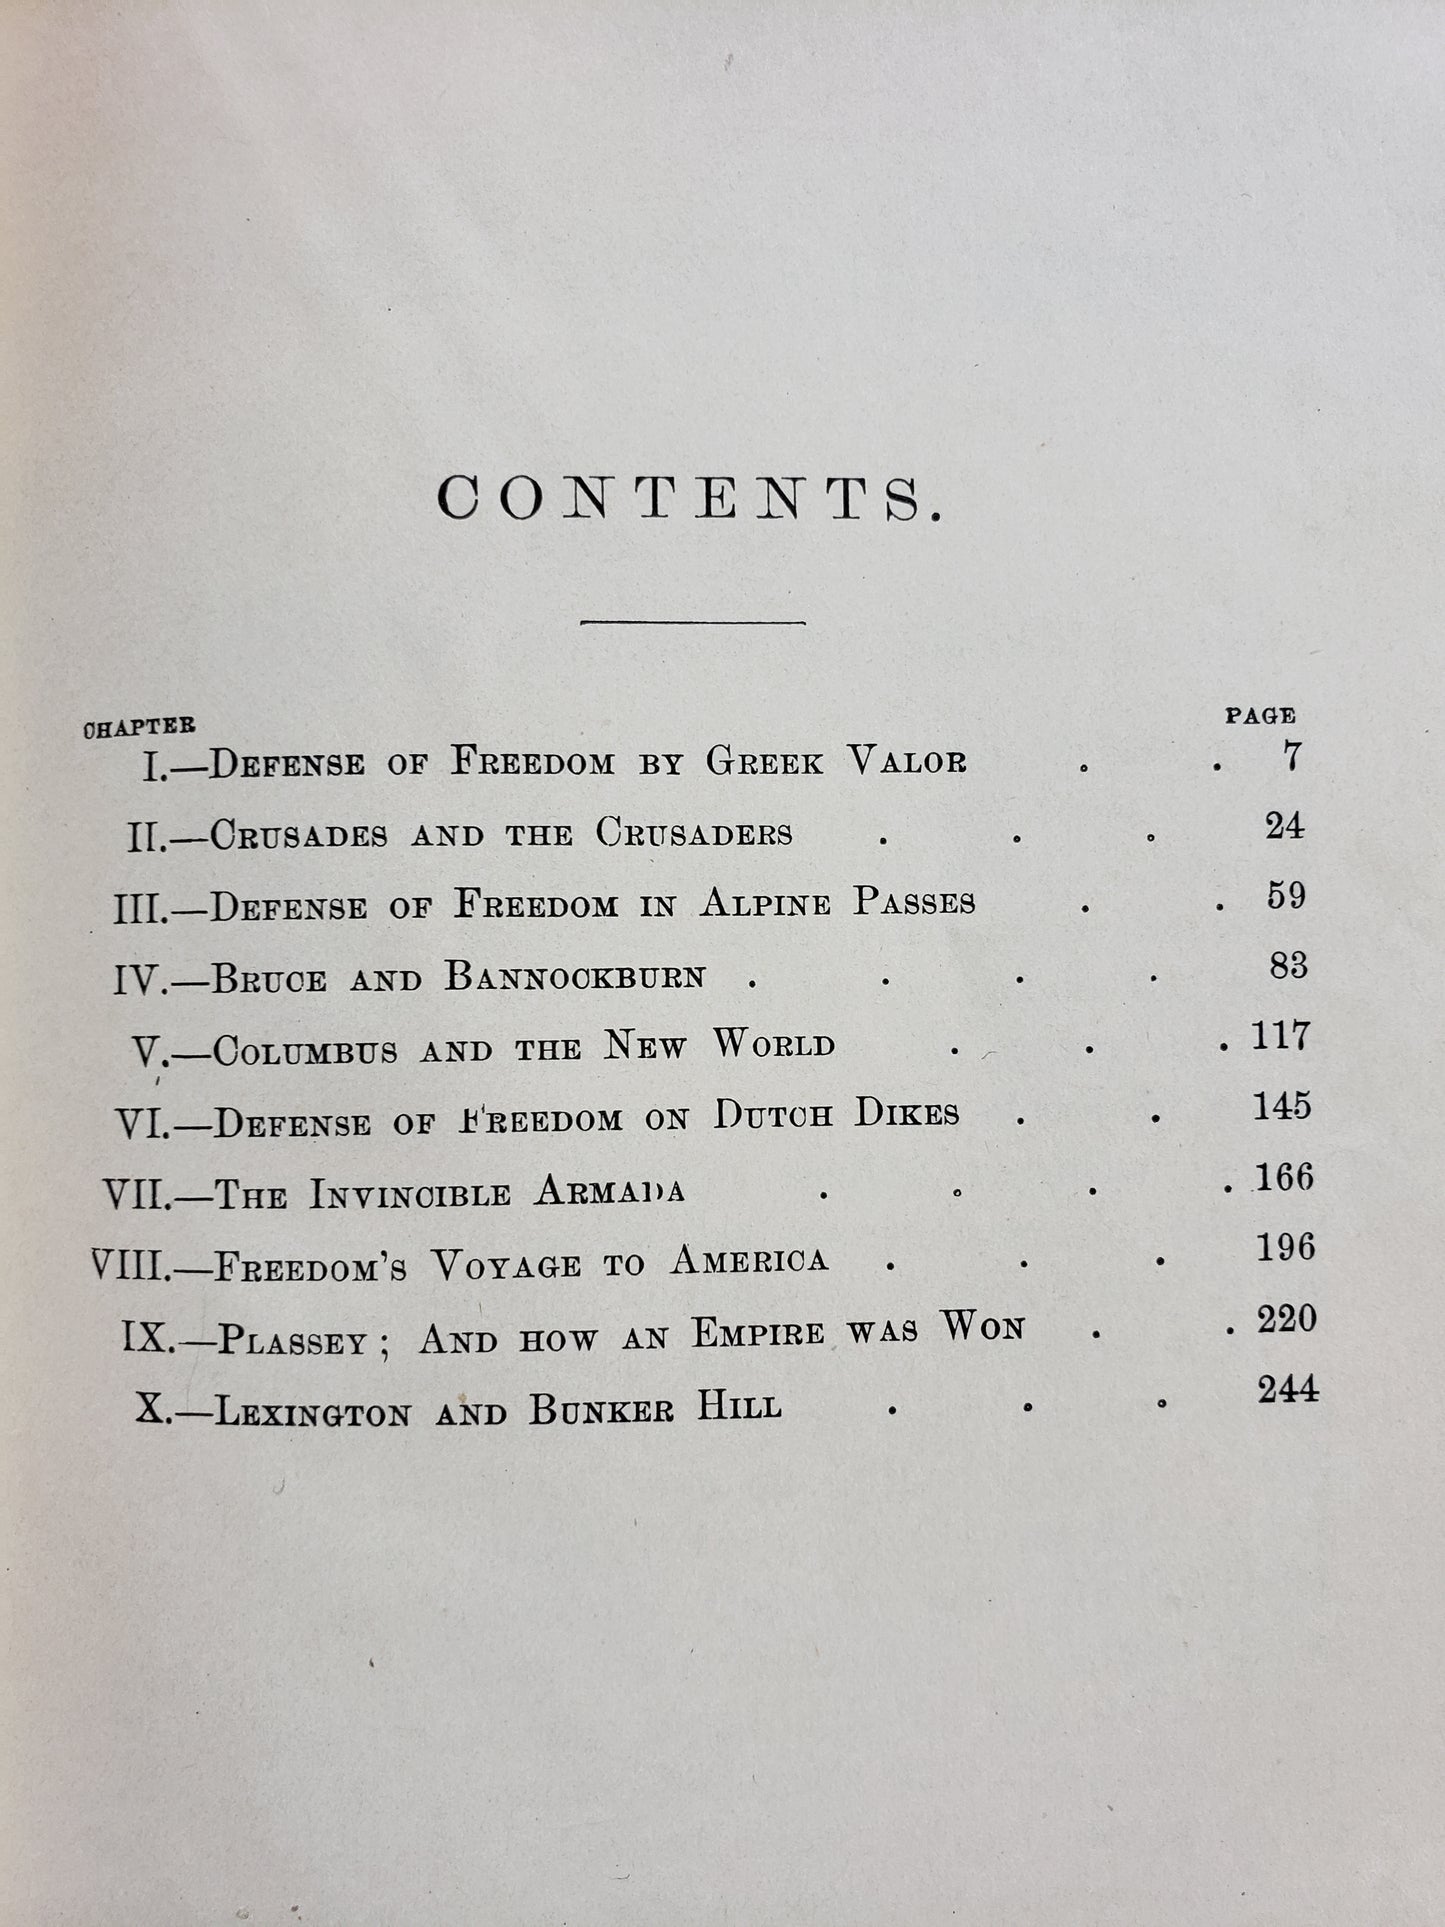 CONTENTS.
CHAPTER PAGE
I.—DEFENSE OF FREEDOM BY GREEK VALOR . . 7
II.—CRUSADES AND THE CRUSADERS . . . 24
III.—DEFENSE OF FREEDOM IN ALPINE PASSES . . 59
IV.—BRUCE AND BANNOCKBURN . . . . 83
V.—COLUMBUS AND THE NEW WORLD . . . 117
VI.—DEFENSE OF FREEDOM ON DUTCH DIKES . . 145
VII.—THE INVINCIBLE ARMADA . . . . 166
VIII.—FREEDOM'S VOYAGE TO AMERICA . . . 196
IX.—PLASSEY; AND HOW AN EMPIRE WAS WON . . 220
X.—LEXINGTON AND BUNKER HILL . . . 244